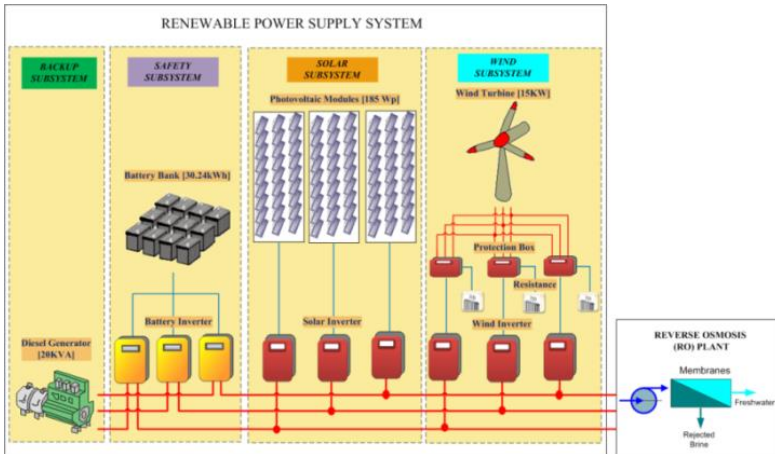 RENEWABLE POWER SUPPLY SYSTEM
BACKUP
SUBSYSTEM
SAFETY
SUBSYSTEM
SOLAR
SUBSYSTEM
WIND
SUBSYSTEM
Photovoltaic Modules [185 Wp]
Wind Turbine [15KW]
Battery Bank [30.24kWh]
Protection Box
Resistance
Diesel Generator
[20KVA]
Battery Inverter
Solar Inverter
Wind Inverter
REVERSE OSMOSIS
(RO) PLANT
Membranes
Freshwater
Rejected
Brine